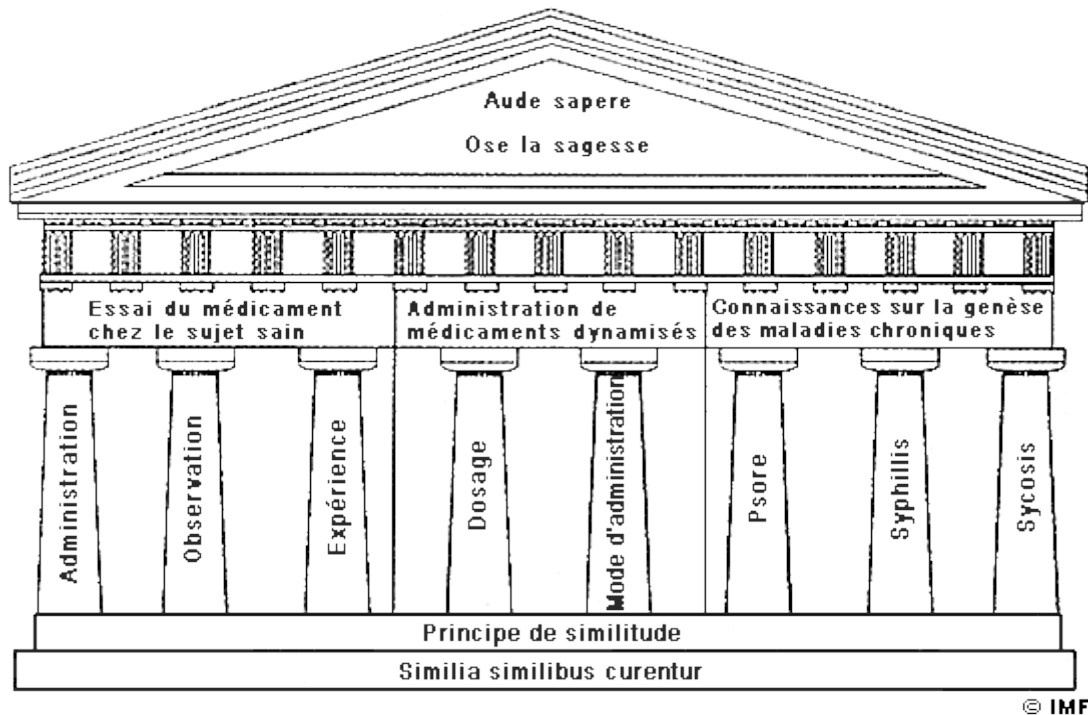 Aude sapere
Ose la sagesse
Essai du médicament
chez le sujet sain
Administration de
médicaments dynamisés
Connaissances sur la genèse
des maladies chroniques
Administration
Observation
Expérience
Dosage
Mode d'administration
Psore
Syphillis
Sycosis
Principe de similitude
Similia similibus curentur
© IMF